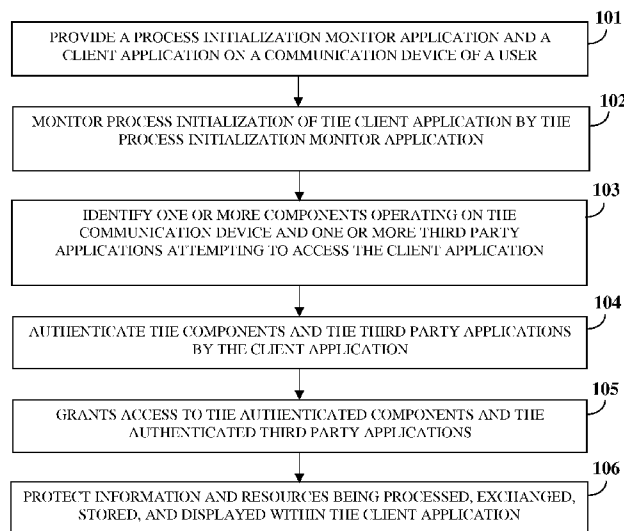 101
PROVIDE A PROCESS INITIALIZATION MONITOR APPLICATION AND A
CLIENT APPLICATION ON A COMMUNICATION DEVICE OF A USER
102
MONITOR PROCESS INITIALIZATION OF THE CLIENT APPLICATION BY THE
PROCESS INITIALIZATION MONITOR APPLICATION
103
IDENTIFY ONE OR MORE COMPONENTS OPERATING ON THE
COMMUNICATION DEVICE AND ONE OR MORE THIRD PARTY
APPLICATIONS ATTEMPTING TO ACCESS THE CLIENT APPLICATION
104
AUTHENTICATE THE COMPONENTS AND THE THIRD PARTY APPLICATIONS
BY THE CLIENT APPLICATION
105
GRANTS ACCESS TO THE AUTHENTICATED COMPONENTS AND THE
AUTHENTICATED THIRD PARTY APPLICATIONS
106
PROTECT INFORMATION AND RESOURCES BEING PROCESSED, EXCHANGED,
STORED, AND DISPLAYED WITHIN THE CLIENT APPLICATION